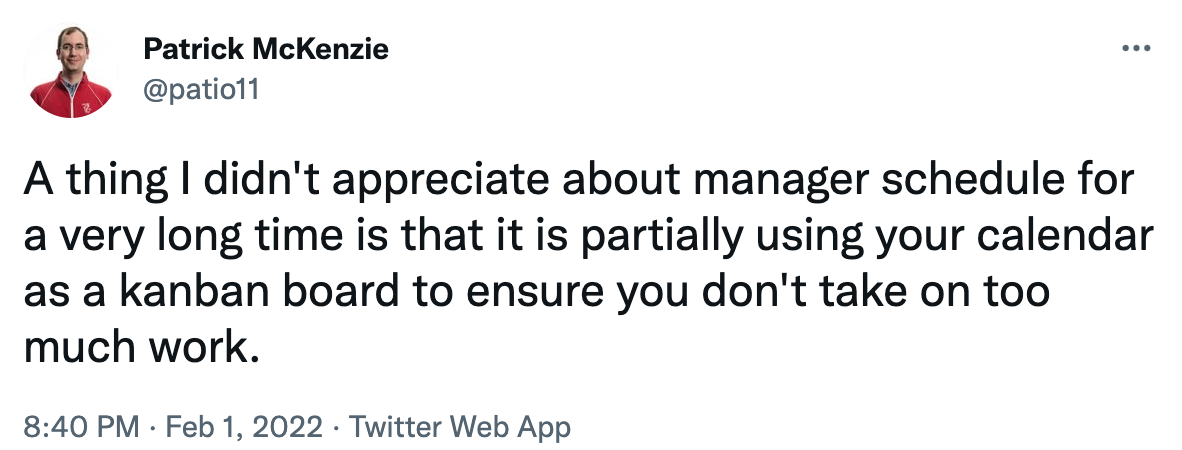 Patrick McKenzie
@patio11
A thing I didn't appreciate about manager schedule for
a very long time is that it is partially using your calendar
as a kanban board to ensure you don't take on too
much work.
8:40 PM · Feb 1, 2022 · Twitter Web App